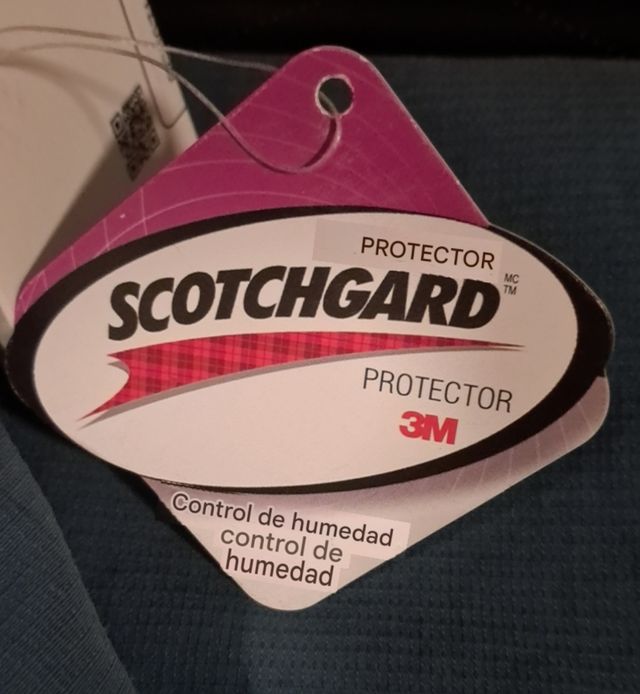 PROTECTOR
SCOTCHGARD
MC
TM
PROTECTOR
3M
Control de humedad
control de
humedad